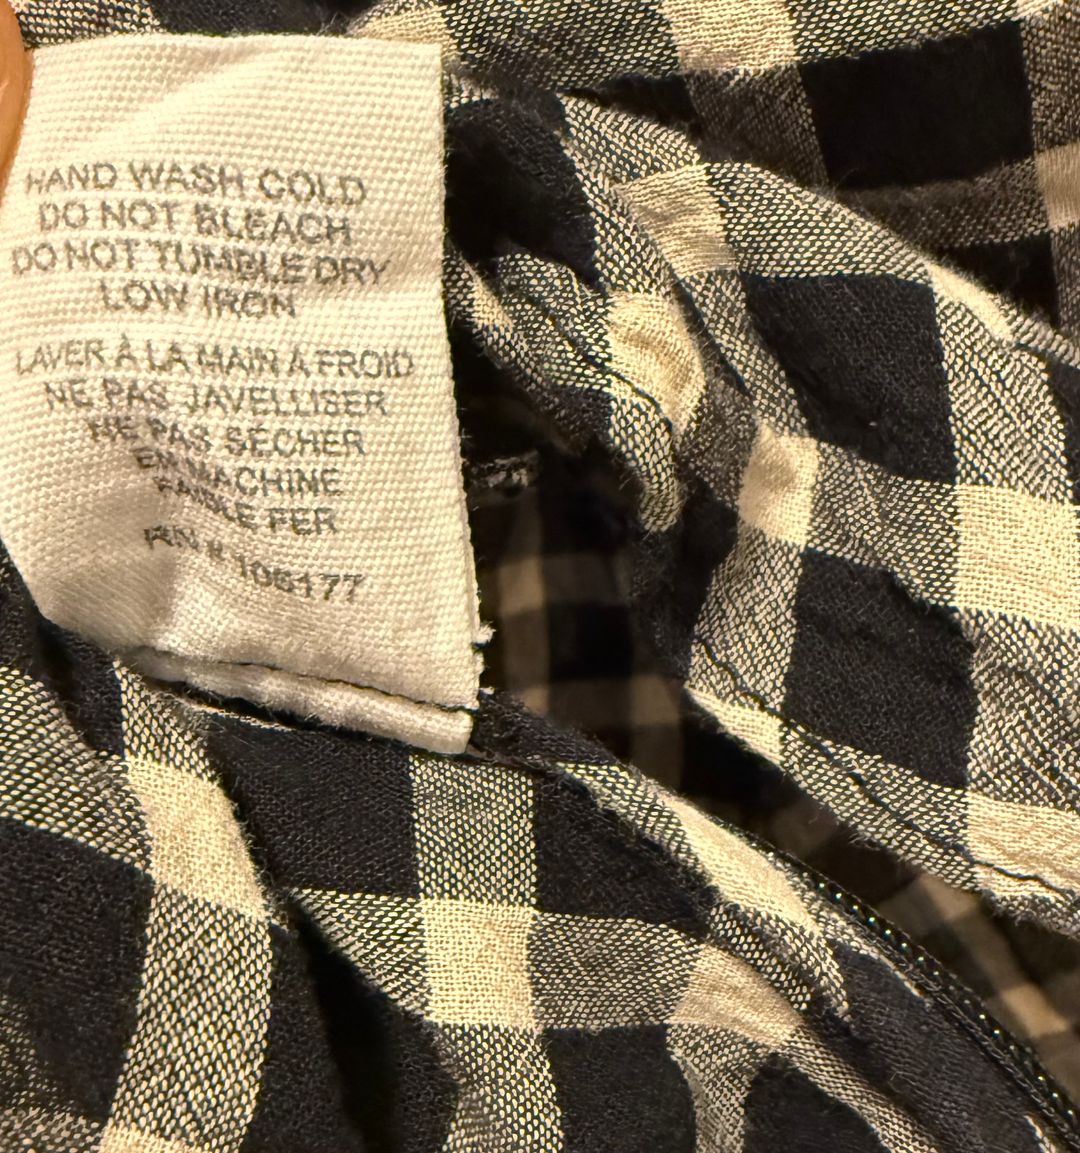 HAND WASH COLD
DO NOT BLEACH
DO NOT TUMBLE DRY
LOW IRON
LAVER À LA MAIN À FROID
NE PAS JAVELLISER
NE PAS SÉCHER
EN MACHINE
FAIBLE FER
RN # 106177